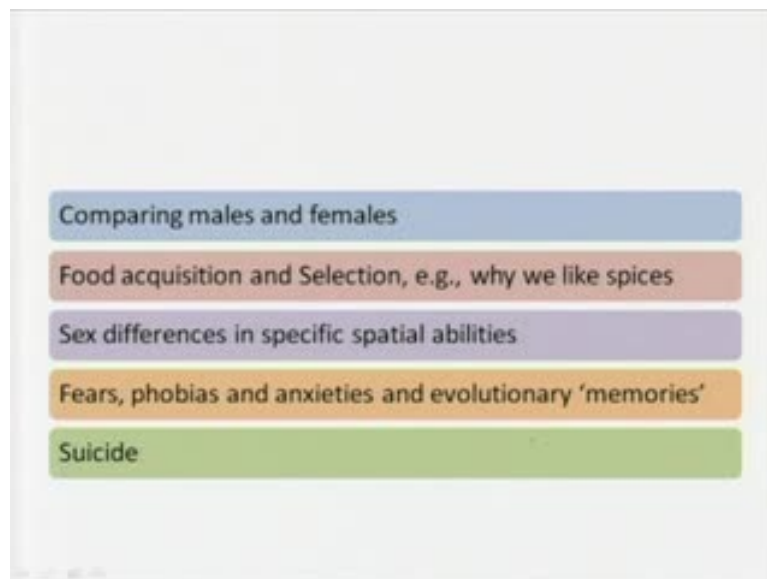 Comparing males and females
Food acquisition and Selection, e.g., why we like spices
Sex differences in specific spatial abilities
Fears, phobias and anxieties and evolutionary ‘memories’
Suicide